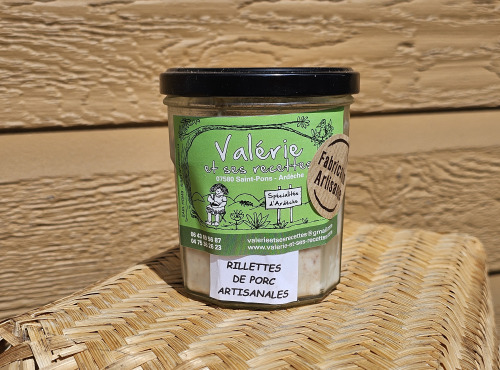 Valérie
et ses recettes
07580 Saint-Pons - Ardèche
Fabrication
Artisanale
Spécialités
d'Ardèche
valerieetsesrecettes@gmail
www.valerie-et-ses-recettes
RILLETTES
DE PORC
ARTISANALES